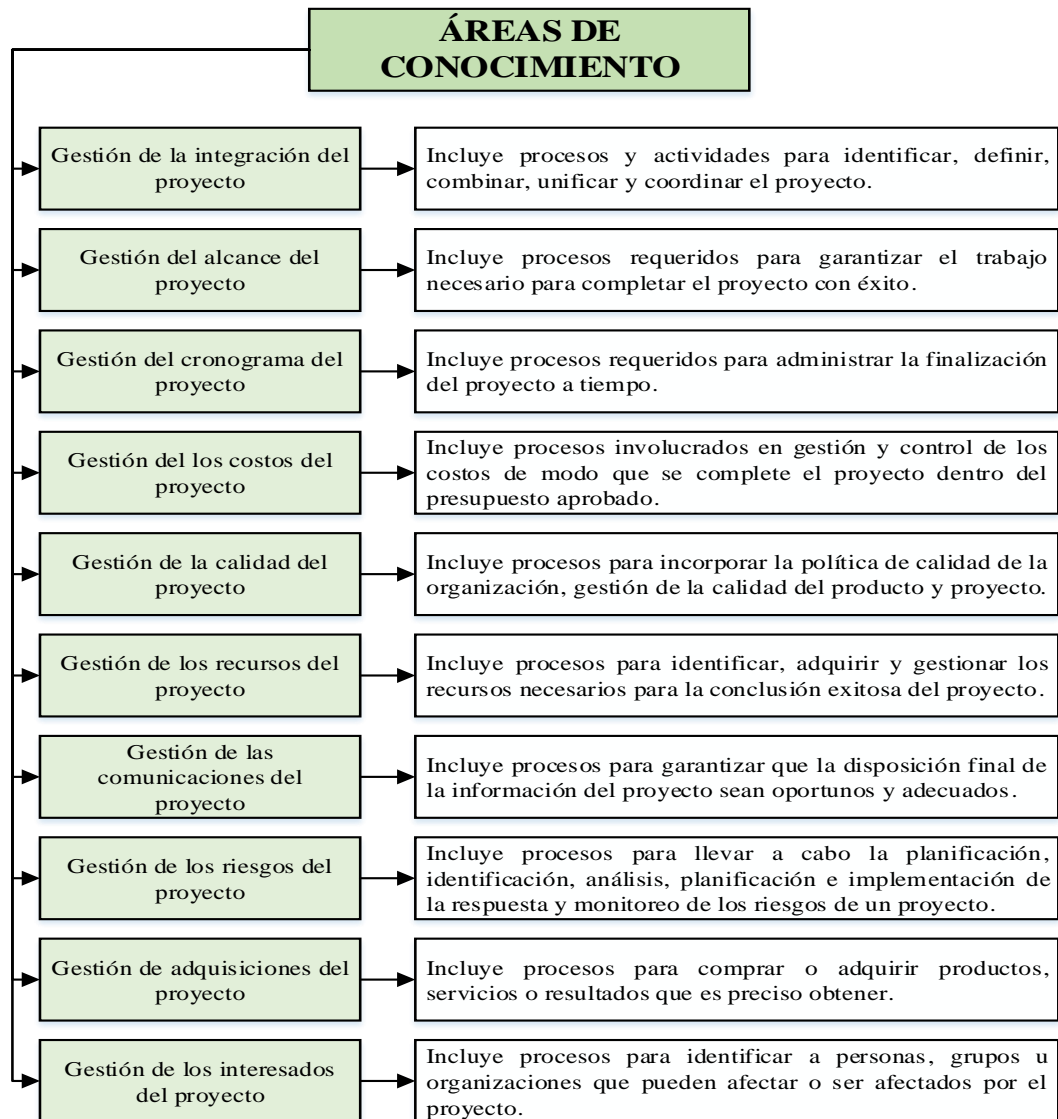 ÁREAS DE
CONOCIMIENTO
Gestión de la integración del
proyecto
Incluye procesos y actividades para identificar, definir,
combinar, unificar y coordinar el proyecto.
Gestión del alcance del
proyecto
Incluye procesos requeridos para garantizar el trabajo
necesario para completar el proyecto con éxito.
Gestión del cronograma del
proyecto
Incluye procesos requeridos para administrar la finalización
del proyecto a tiempo.
Gestión del los costos del
proyecto
Incluye procesos involucrados en gestión y control de los
costos de modo que se complete el proyecto dentro del
presupuesto aprobado.
Gestión de la calidad del
proyecto
Incluye procesos para incorporar la política de calidad de la
organización, gestión de la calidad del producto y proyecto.
Gestión de los recursos del
proyecto
Incluye procesos para identificar, adquirir y gestionar los
recursos necesarios para la conclusión exitosa del proyecto.
Gestión de las
comunicaciones del
proyecto
Incluye procesos para garantizar que la disposición final de
la información del proyecto sean oportunos y adecuados.
Gestión de los riesgos del
proyecto
Incluye procesos para llevar a cabo la planificación,
identificación, análisis, planificación e implementación de
la respuesta y monitoreo de los riesgos de un proyecto.
Gestión de adquisiciones del
proyecto
Incluye procesos para comprar o adquirir productos,
servicios o resultados que es preciso obtener.
Gestión de los interesados
del proyecto
Incluye procesos para identificar a personas, grupos u
organizaciones que pueden afectar o ser afectados por el
proyecto.